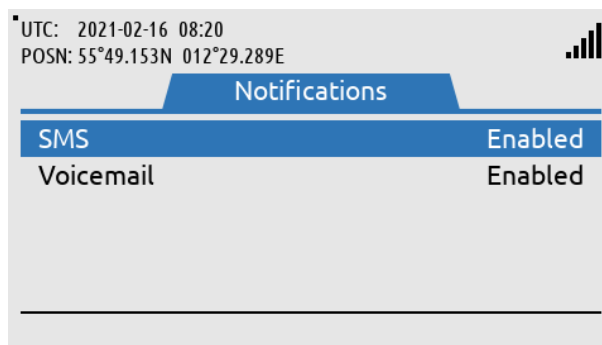 UTC: 2021-02-16 08:20
POSN: 55°49.153N 012°29.289E
Notifications
SMS Enabled
Voicemail Enabled